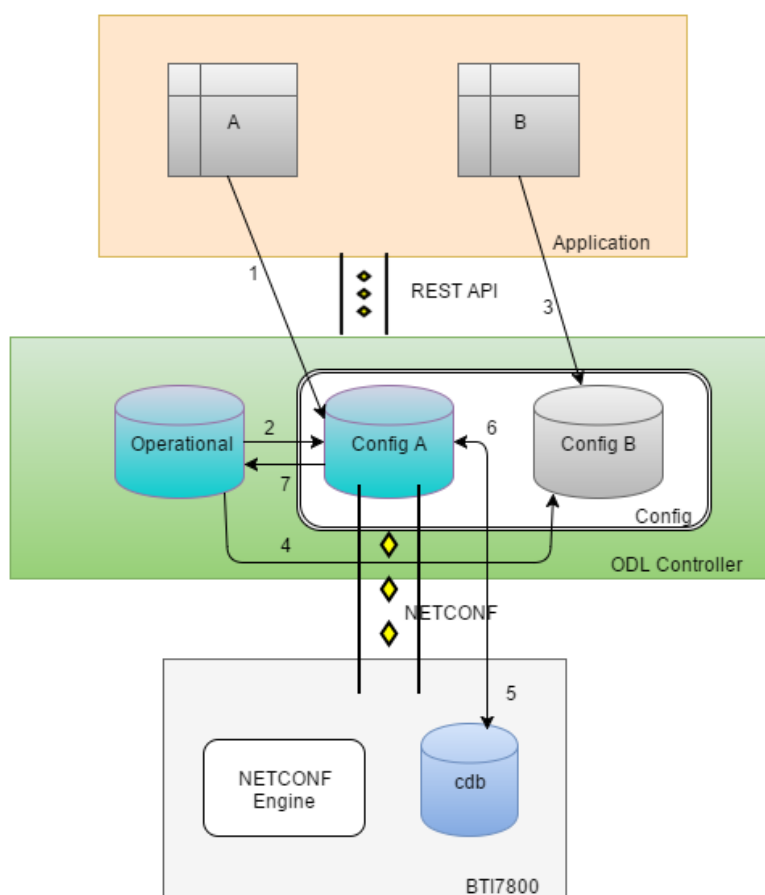 A
B
Application
1
REST API
3
Operational
2
Config A
6
Config B
7
Config
4
ODL Controller
NETCONF
5
NETCONF
Engine
cdb
BTI7800